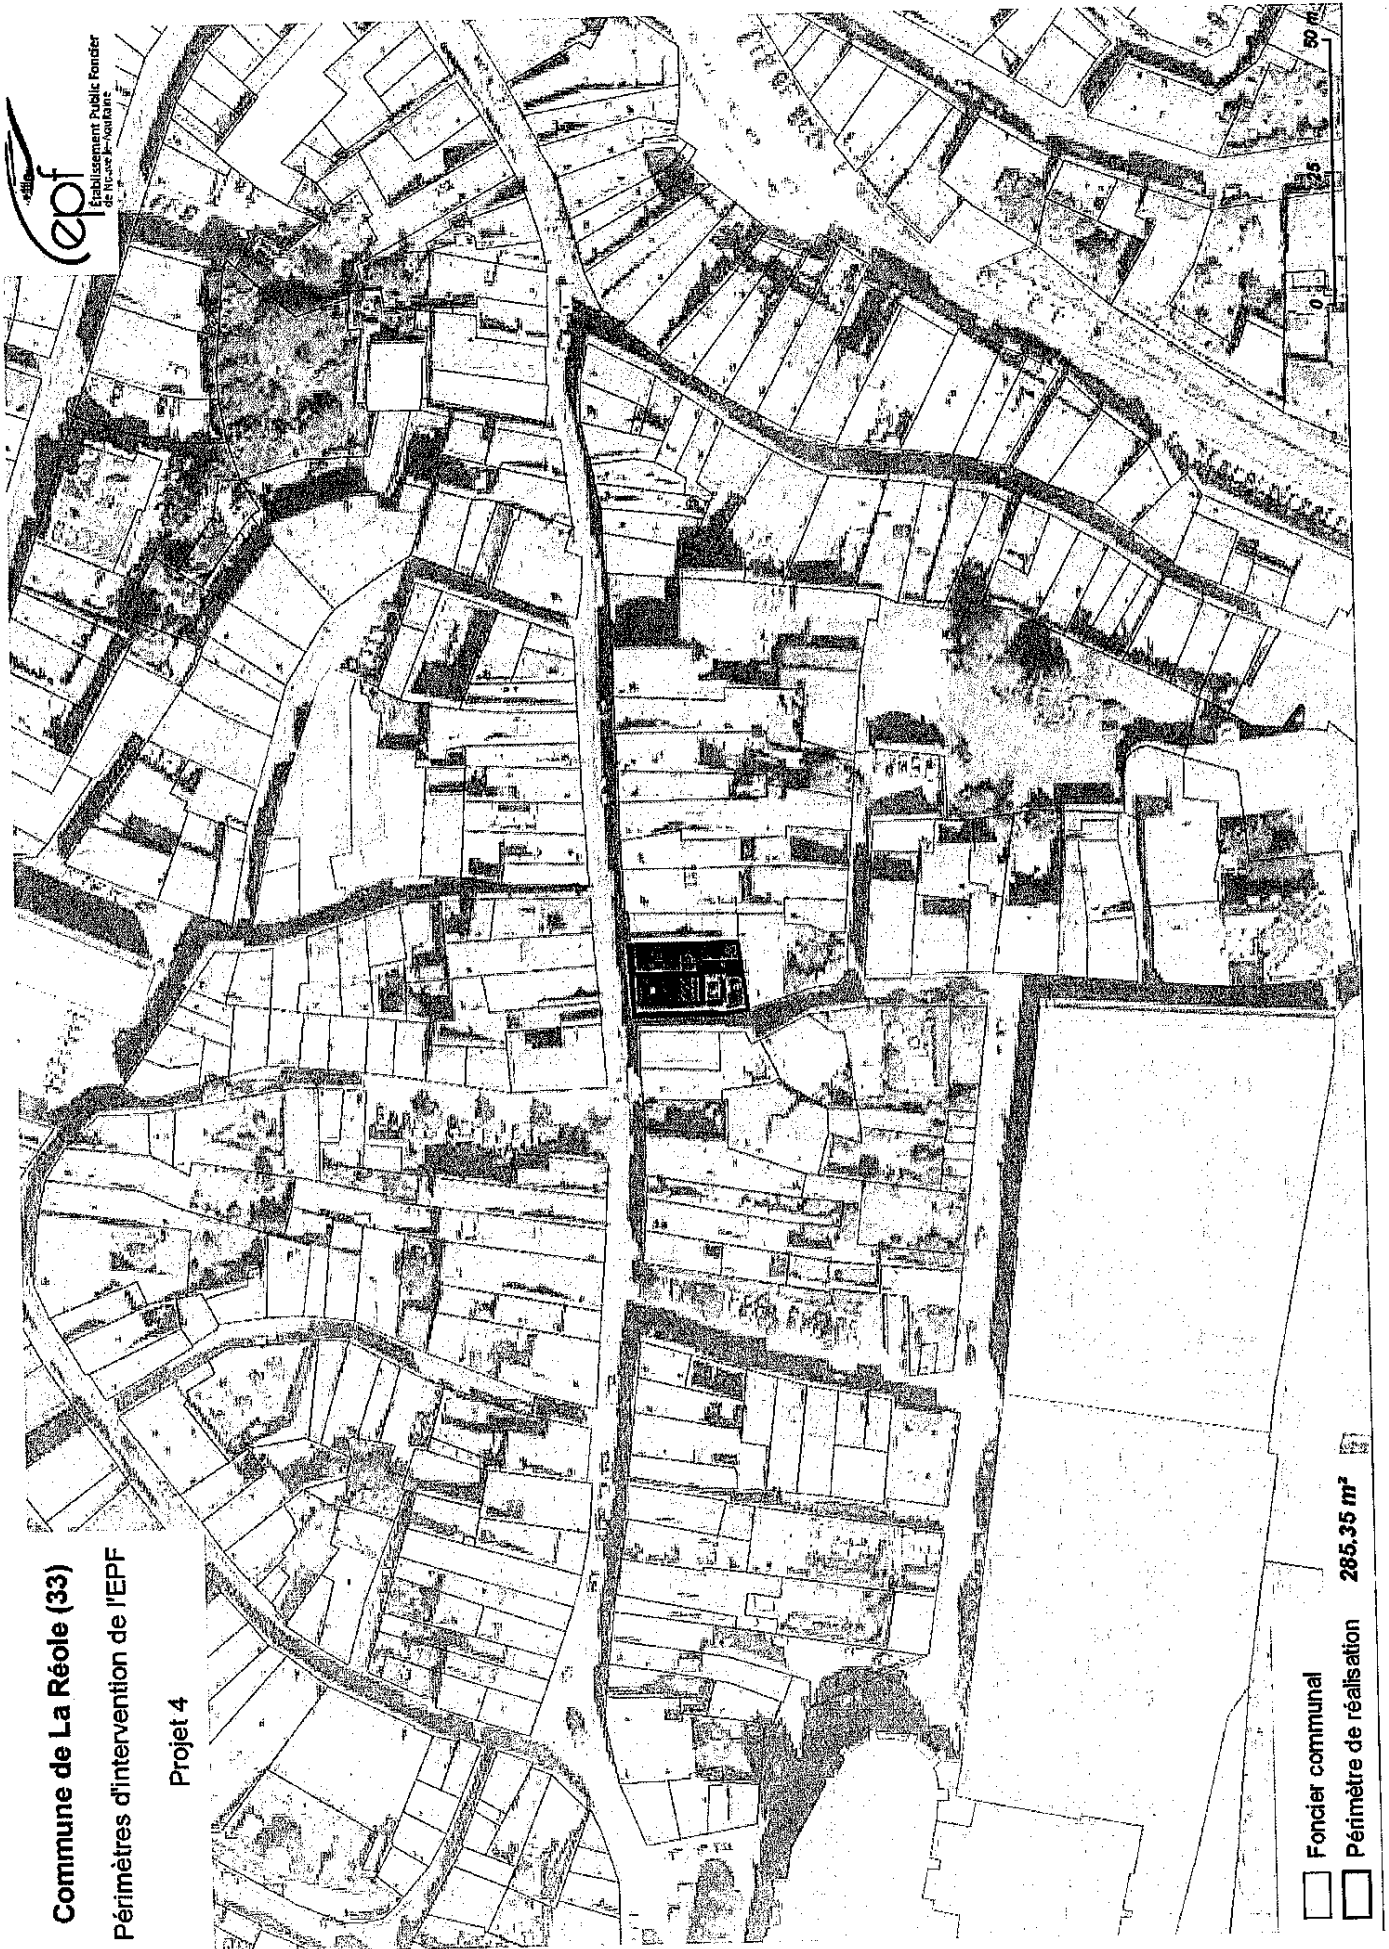 Commune de La Réole (33)
Périmètres d'intervention de l'EPF
Projet 4
epf
Établissement Public Foncier
de Nouvelle-Aquitaine
Foncier communal
Périmètre de réalisation 285.35 m²
0 25 50 m